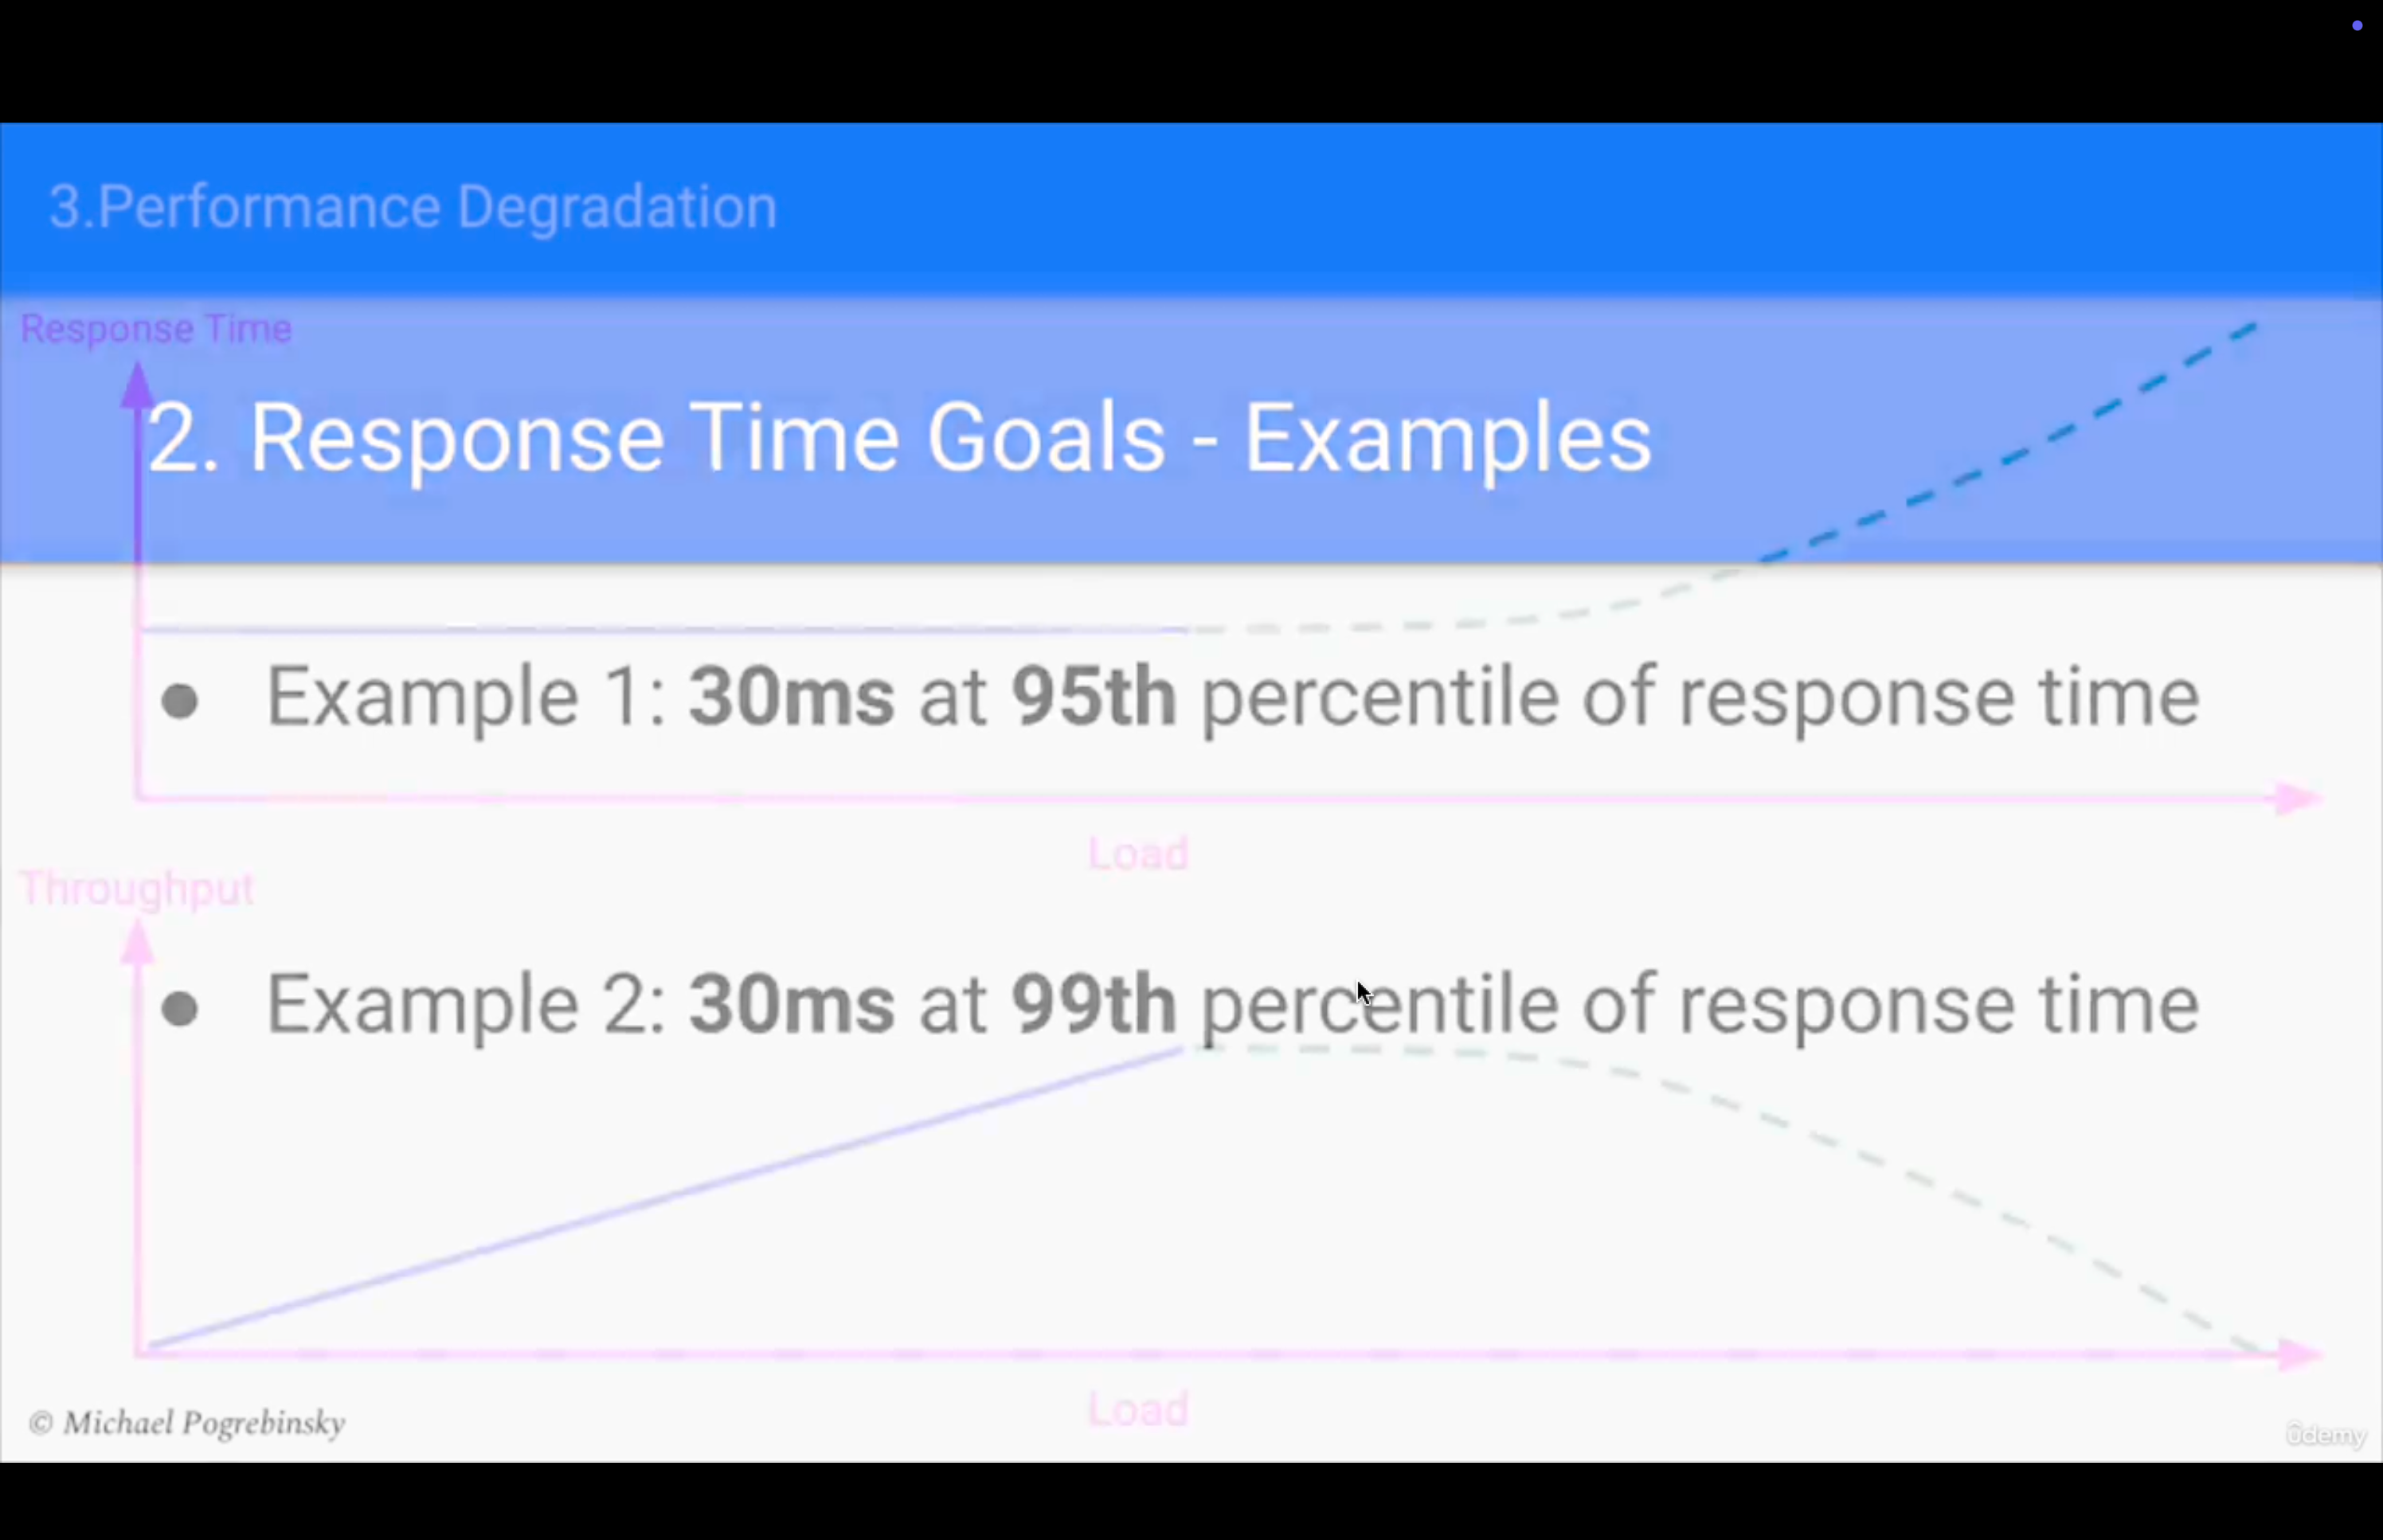 3.Performance Degradation
Response Time
2. Response Time Goals - Examples
● Example 1: 30ms at 95th percentile of response time
Load
Throughput
● Example 2: 30ms at 99th percentile of response time
Load
© Michael Pogrebinsky
ûdemy